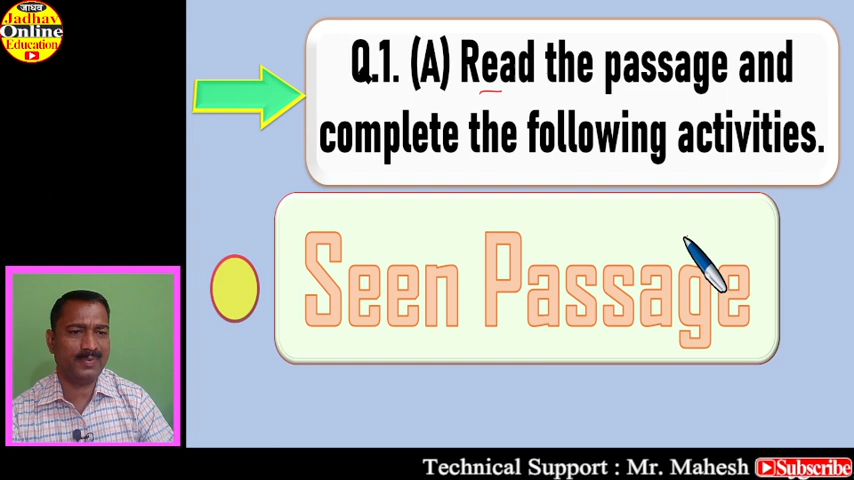 जाधव
Jadhav
Online
Education
Q.1. (A) Read the passage and
complete the following activities.
Seen Passage
Technical Support : Mr. Mahesh Subscribe